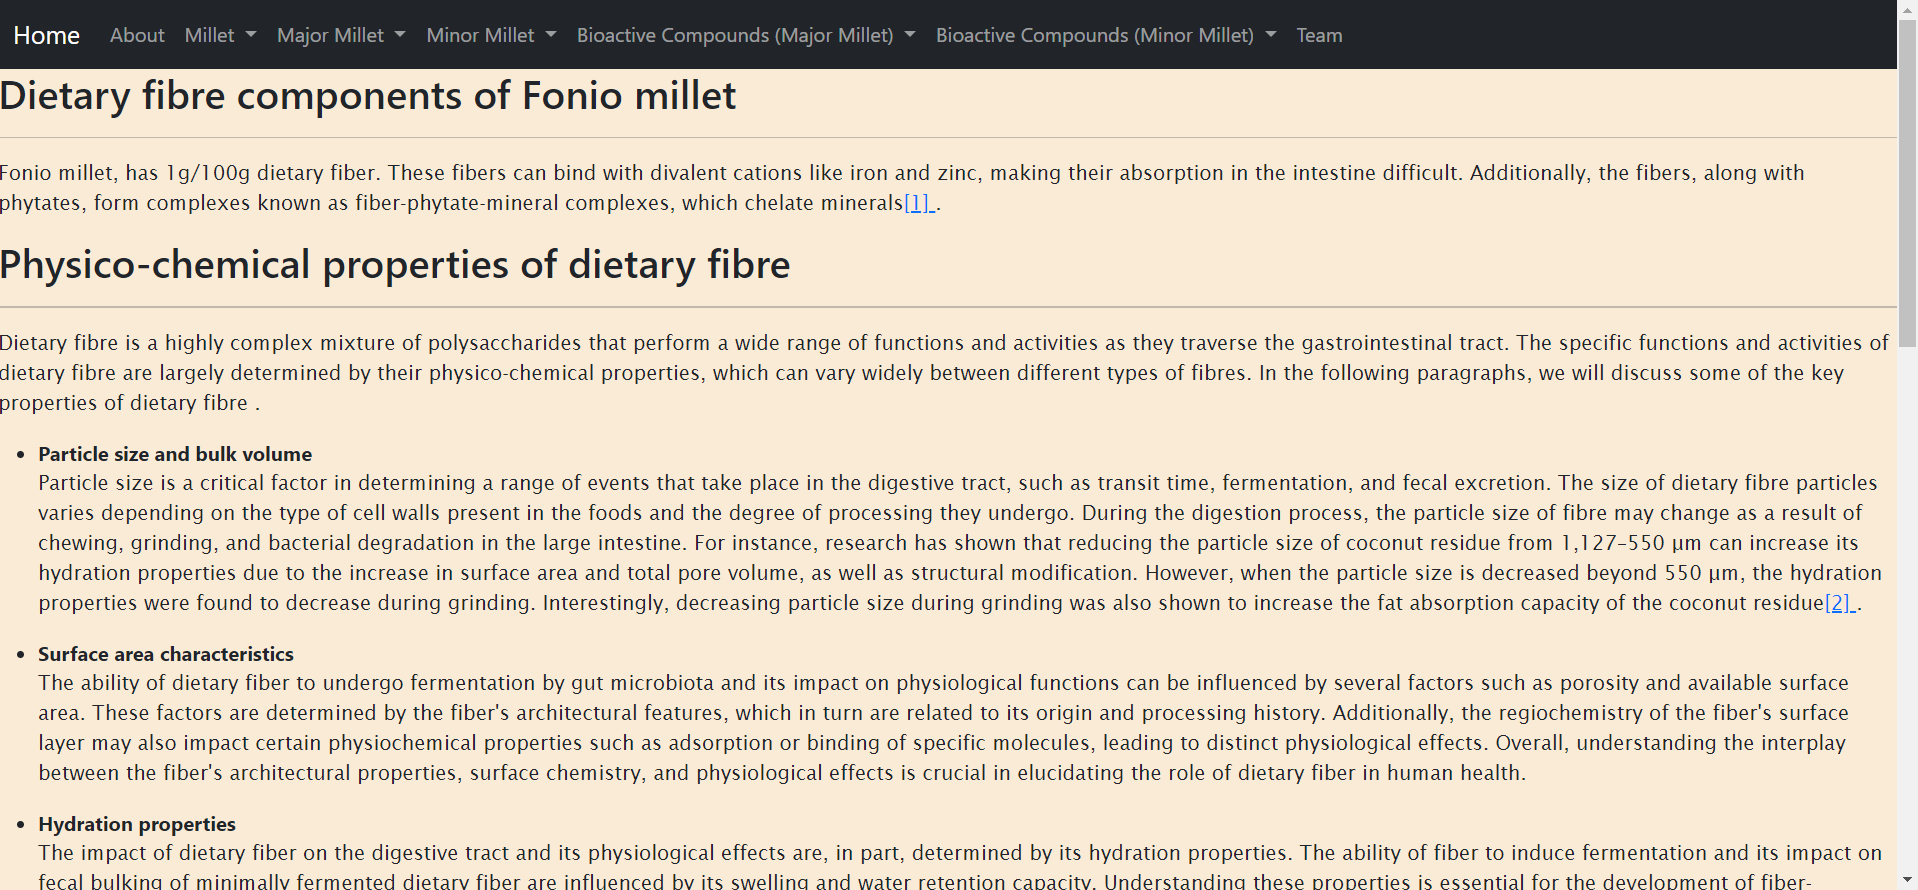 Home About Millet Major Millet Minor Millet Bioactive Compounds (Major Millet) Bioactive Compounds (Minor Millet) Team
Dietary fibre components of Fonio millet
Fonio millet, has 1g/100g dietary fiber. These fibers can bind with divalent cations like iron and zinc, making their absorption in the intestine difficult. Additionally, the fibers, along with
phytates, form complexes known as fiber-phytate-mineral complexes, which chelate minerals[1] .
Physico-chemical properties of dietary fibre
Dietary fibre is a highly complex mixture of polysaccharides that perform a wide range of functions and activities as they traverse the gastrointestinal tract. The specific functions and activities of
dietary fibre are largely determined by their physico-chemical properties, which can vary widely between different types of fibres. In the following paragraphs, we will discuss some of the key
properties of dietary fibre .
• Particle size and bulk volume
Particle size is a critical factor in determining a range of events that take place in the digestive tract, such as transit time, fermentation, and fecal excretion. The size of dietary fibre particles
varies depending on the type of cell walls present in the foods and the degree of processing they undergo. During the digestion process, the particle size of fibre may change as a result of
chewing, grinding, and bacterial degradation in the large intestine. For instance, research has shown that reducing the particle size of coconut residue from 1,127–550 μm can increase its
hydration properties due to the increase in surface area and total pore volume, as well as structural modification. However, when the particle size is decreased beyond 550 μm, the hydration
properties were found to decrease during grinding. Interestingly, decreasing particle size during grinding was also shown to increase the fat absorption capacity of the coconut residue[2] .
• Surface area characteristics
The ability of dietary fiber to undergo fermentation by gut microbiota and its impact on physiological functions can be influenced by several factors such as porosity and available surface
area. These factors are determined by the fiber's architectural features, which in turn are related to its origin and processing history. Additionally, the regiochemistry of the fiber's surface
layer may also impact certain physiochemical properties such as adsorption or binding of specific molecules, leading to distinct physiological effects. Overall, understanding the interplay
between the fiber's architectural properties, surface chemistry, and physiological effects is crucial in elucidating the role of dietary fiber in human health.
• Hydration properties
The impact of dietary fiber on the digestive tract and its physiological effects are, in part, determined by its hydration properties. The ability of fiber to induce fermentation and its impact on
fecal bulking of minimally fermented dietary fiber are influenced by its swelling and water retention capacity. Understanding these properties is essential for the development of fiber-